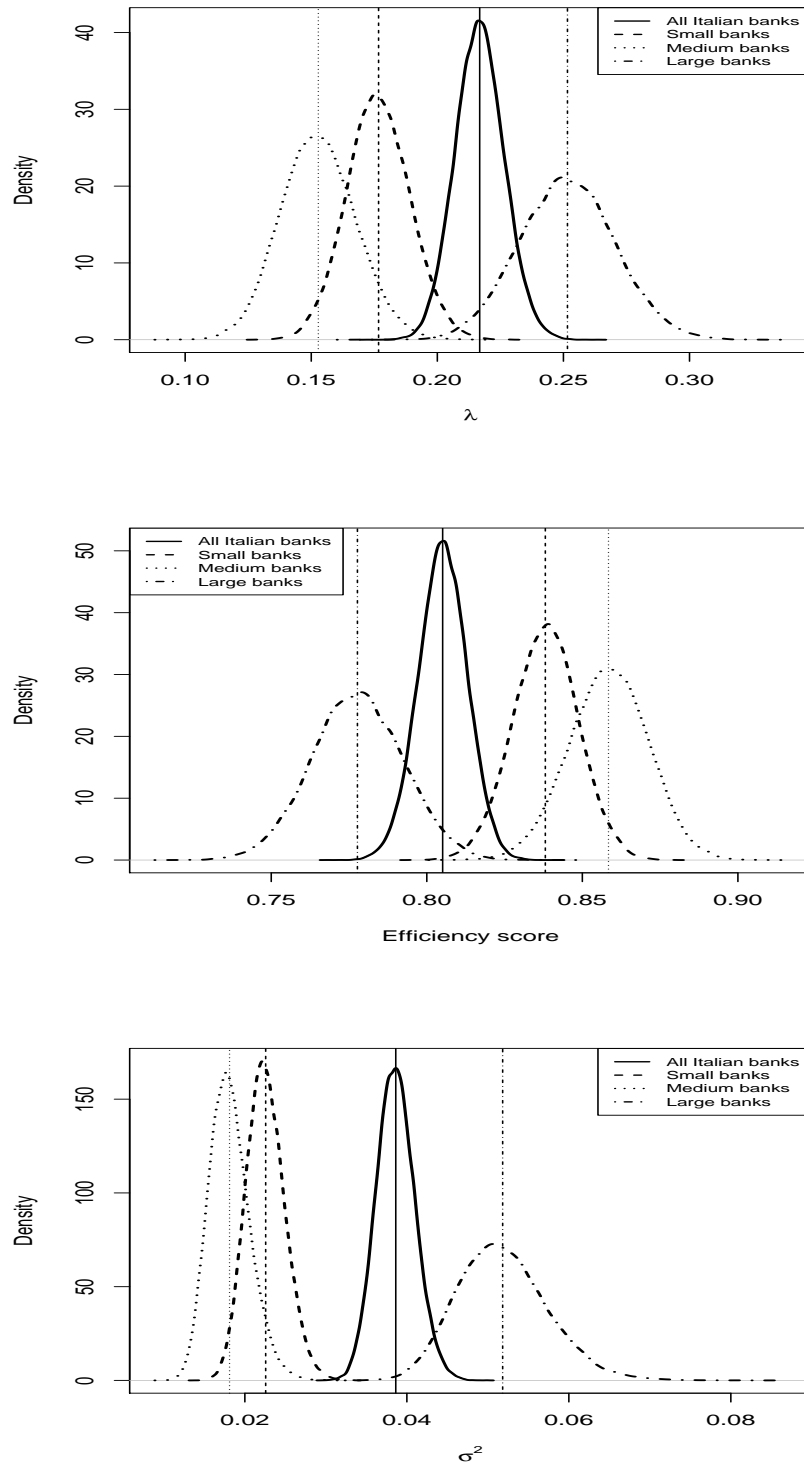 All Italian banks
Small banks
Medium banks
Large banks
Density
40
30
20
10
0
0.10 0.15 0.20 0.25 0.30
λ
All Italian banks
Small banks
Medium banks
Large banks
Density
50
40
30
20
10
0
0.75 0.80 0.85 0.90
Efficiency score
All Italian banks
Small banks
Medium banks
Large banks
Density
150
100
50
0
0.02 0.04 0.06 0.08
σ²